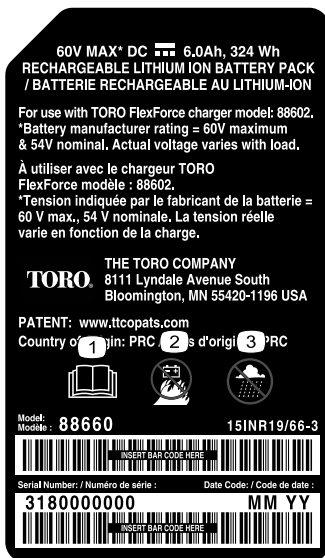 60V MAX* DC 6.0Ah, 324 Wh
RECHARGEABLE LITHIUM ION BATTERY PACK
/ BATTERIE RECHARGEABLE AU LITHIUM-ION
For use with TORO FlexForce charger model: 88602.
*Battery manufacturer rating = 60V maximum
& 54V nominal. Actual voltage varies with load.
À utiliser avec le chargeur TORO
FlexForce modèle : 88602.
*Tension indiquée par le fabricant de la batterie =
60 V max., 54 V nominale. La tension réelle
varie en fonction de la charge.
TORO.
THE TORO COMPANY
8111 Lyndale Avenue South
Bloomington, MN 55420-1196 USA
PATENT: www.ttcopats.com
Country PRC d'origi PRC
1 2 3
Model:
Modèle : 88660 15INR19/66-3
INSERT BAR CODE HERE
Serial Number: / Numéro de série : Date Code: / Code de date :
3180000000 MM YY
INSERT BAR CODE HERE